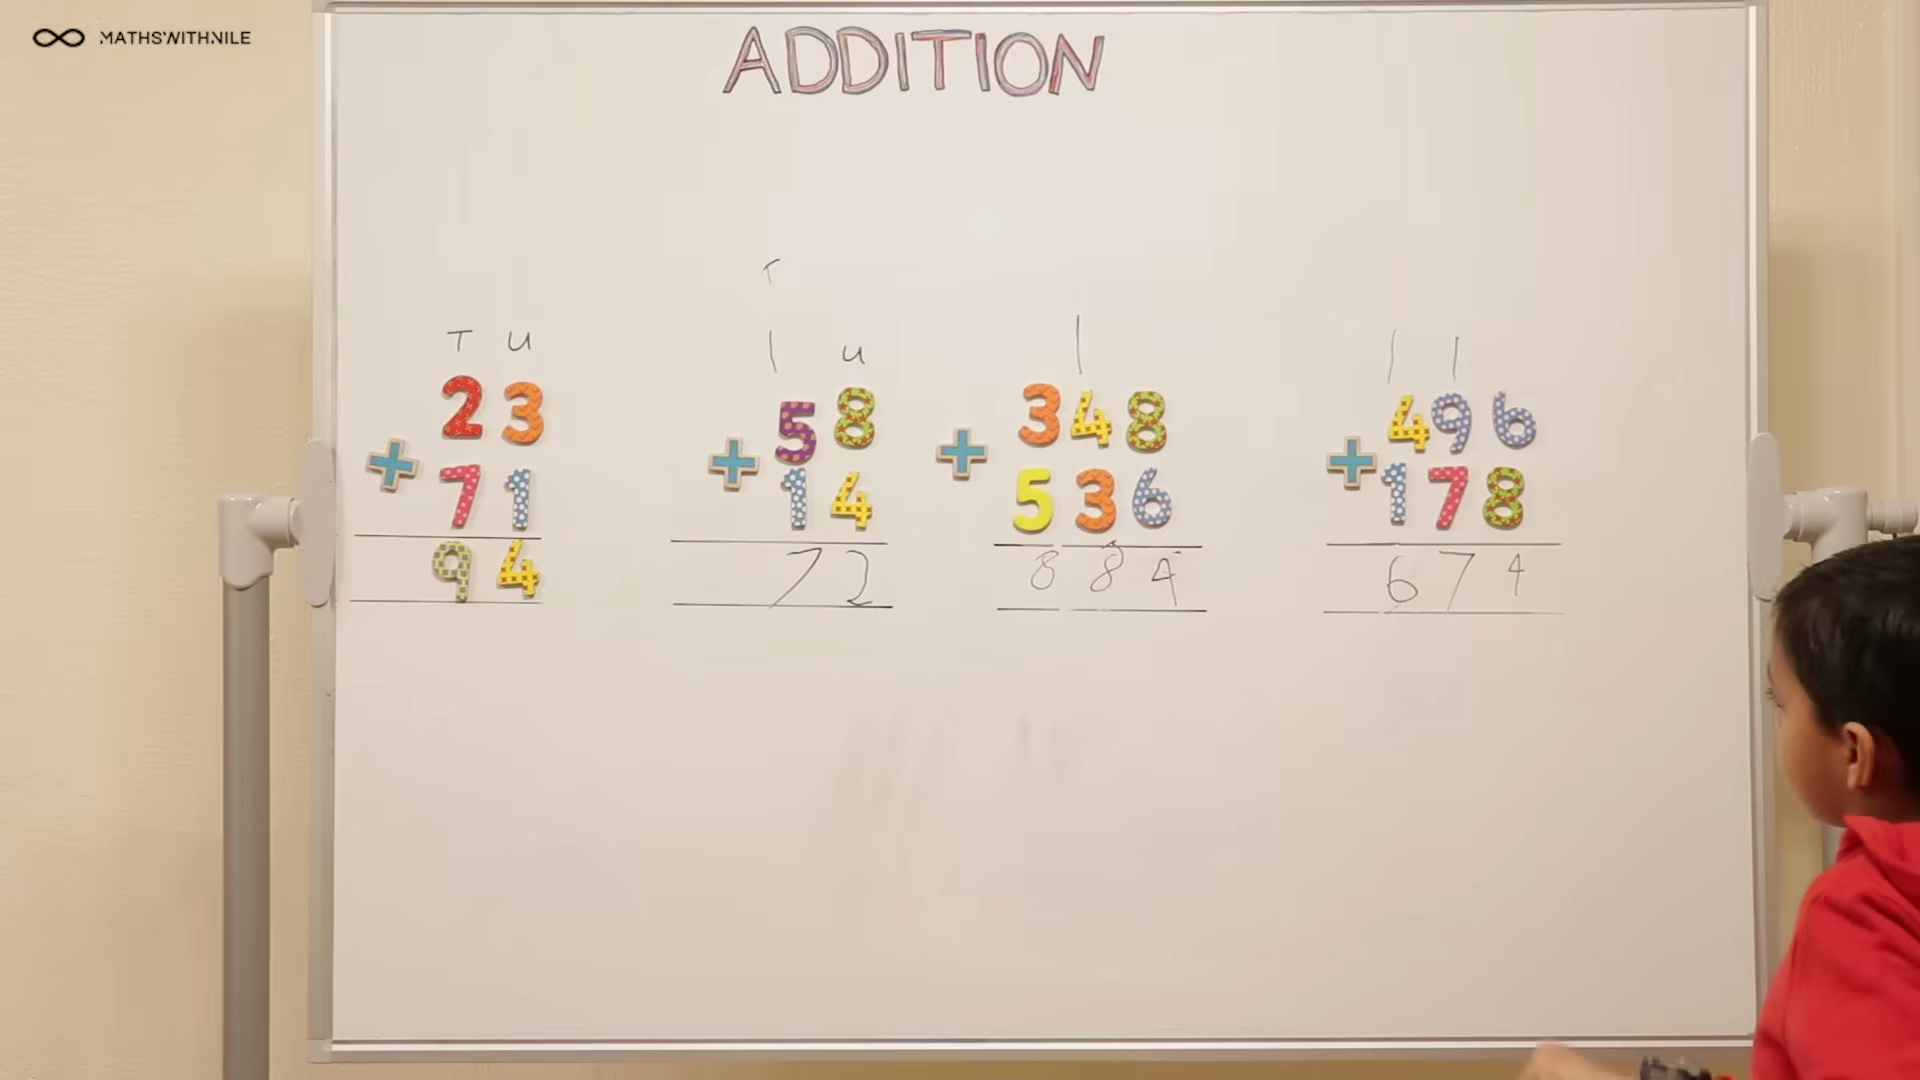 MATHSWITHNILE
ADDITION
T U
23
+ 71
94
T
1 u
58
+ 14
72
1
348
+ 536
884
1 1
496
+ 178
674